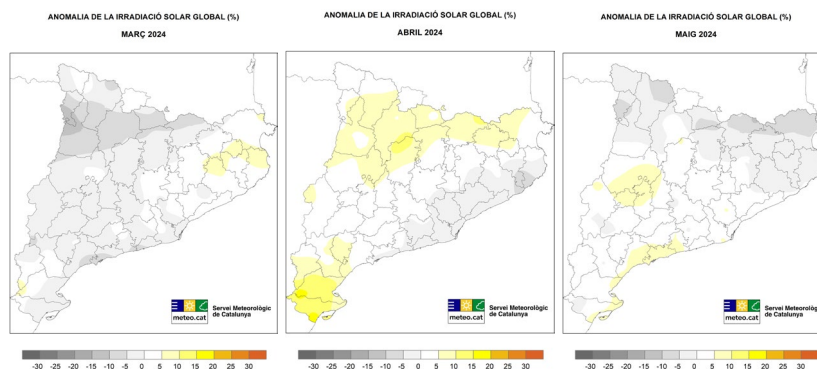 ANOMALIA DE LA IRRADIACIÓ SOLAR GLOBAL (%)
MARÇ 2024
meteo.cat
Servei Meteorològic
de Catalunya
-30 -25 -20 -15 -10 -5 0 5 10 15 20 25 30
ANOMALIA DE LA IRRADIACIÓ SOLAR GLOBAL (%)
ABRIL 2024
meteo.cat
Servei Meteorològic
de Catalunya
-30 -25 -20 -15 -10 -5 0 5 10 15 20 25 30
ANOMALIA DE LA IRRADIACIÓ SOLAR GLOBAL (%)
MAIG 2024
meteo.cat
Servei Meteorològic
de Catalunya
-30 -25 -20 -15 -10 -5 0 5 10 15 20 25 30